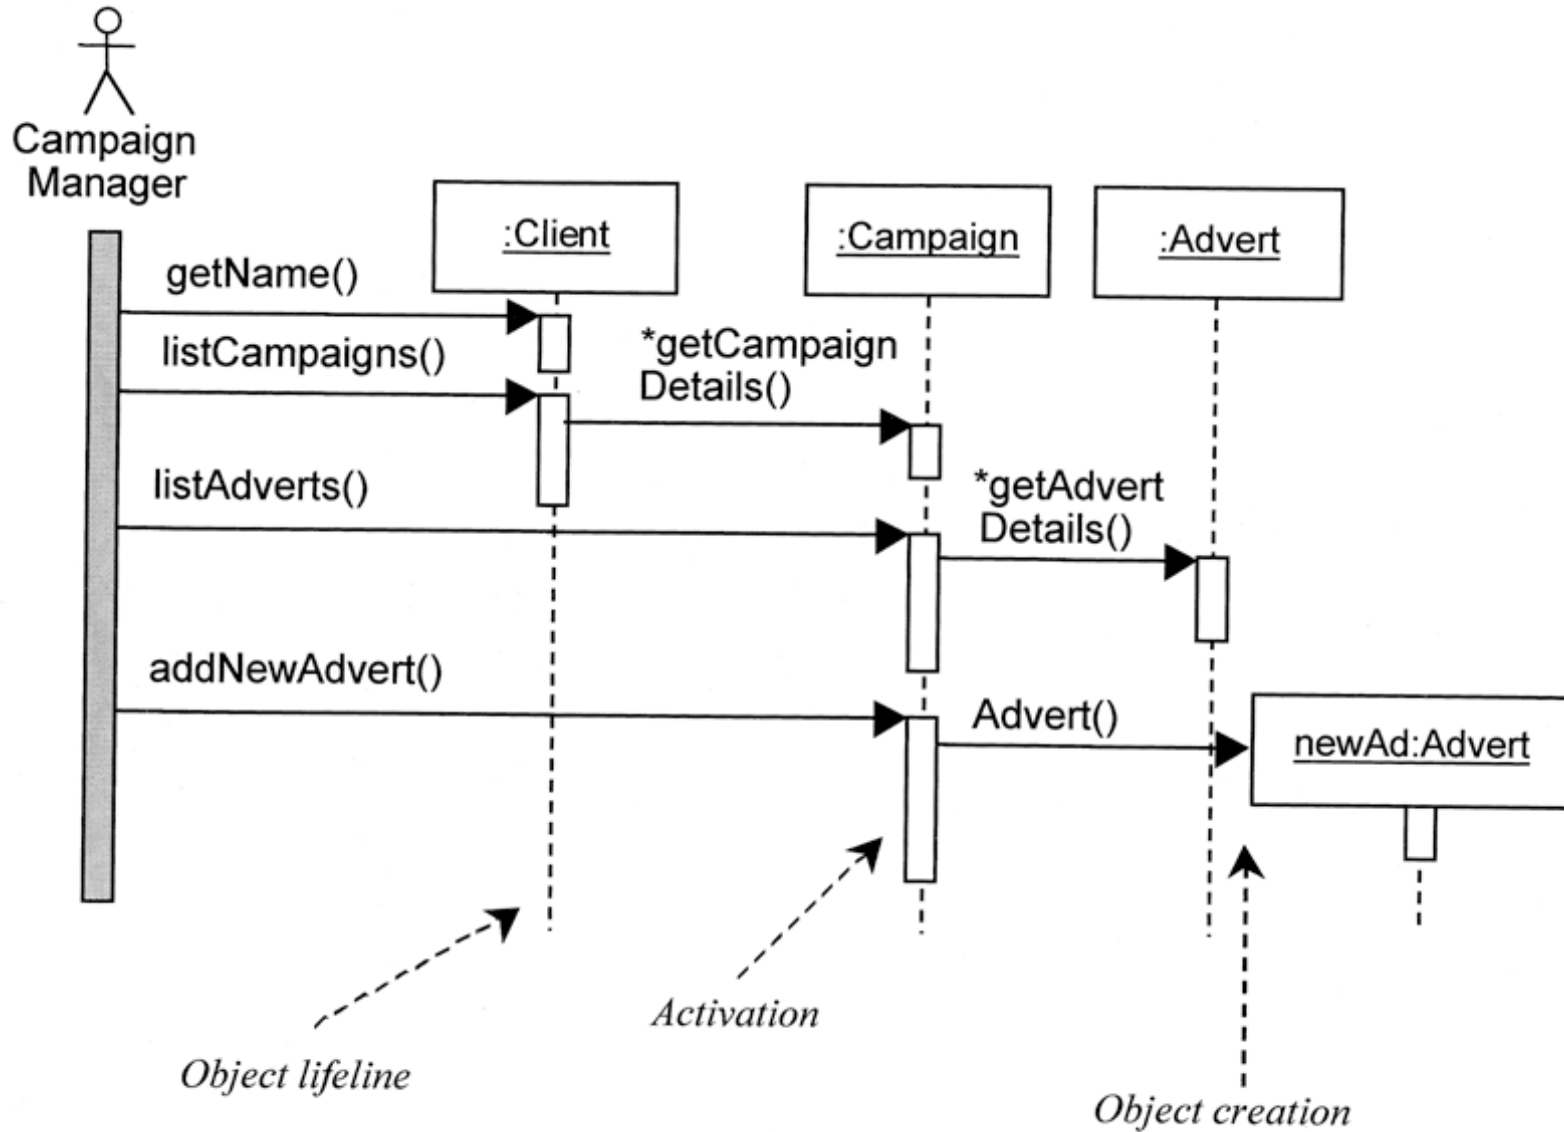 Campaign
Manager
:Client
:Campaign
:Advert
getName()
listCampaigns()
*getCampaign
Details()
listAdverts()
*getAdvert
Details()
addNewAdvert()
Advert()
newAd:Advert
Activation
Object lifeline
Object creation